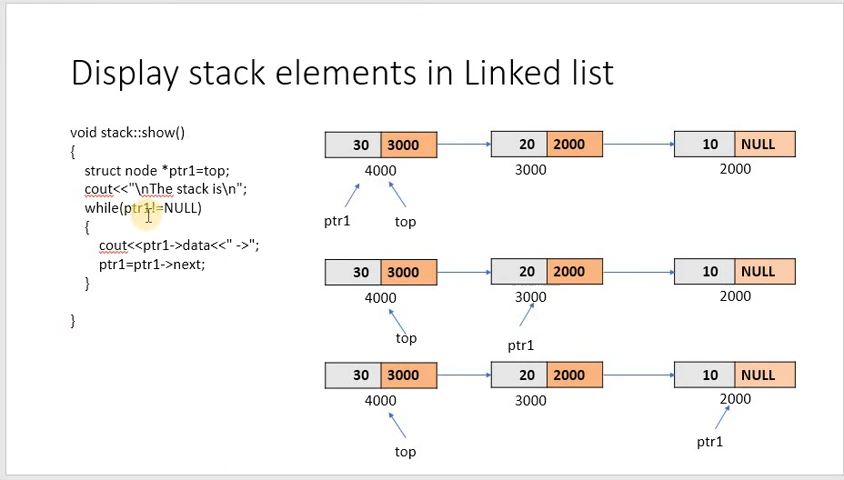 Display stack elements in Linked list
void stack::show()
{
struct node *ptr1=top;
cout<<"\nThe stack is\n";
while(ptr1!=NULL)
{
cout<<ptr1->data<<" ->";
ptr1=ptr1->next;
}
}
30 3000 20 2000 10 NULL
4000 3000 2000
ptr1 top
30 3000 20 2000 10 NULL
4000 3000 2000
top ptr1
30 3000 20 2000 10 NULL
4000 3000 2000
top ptr1